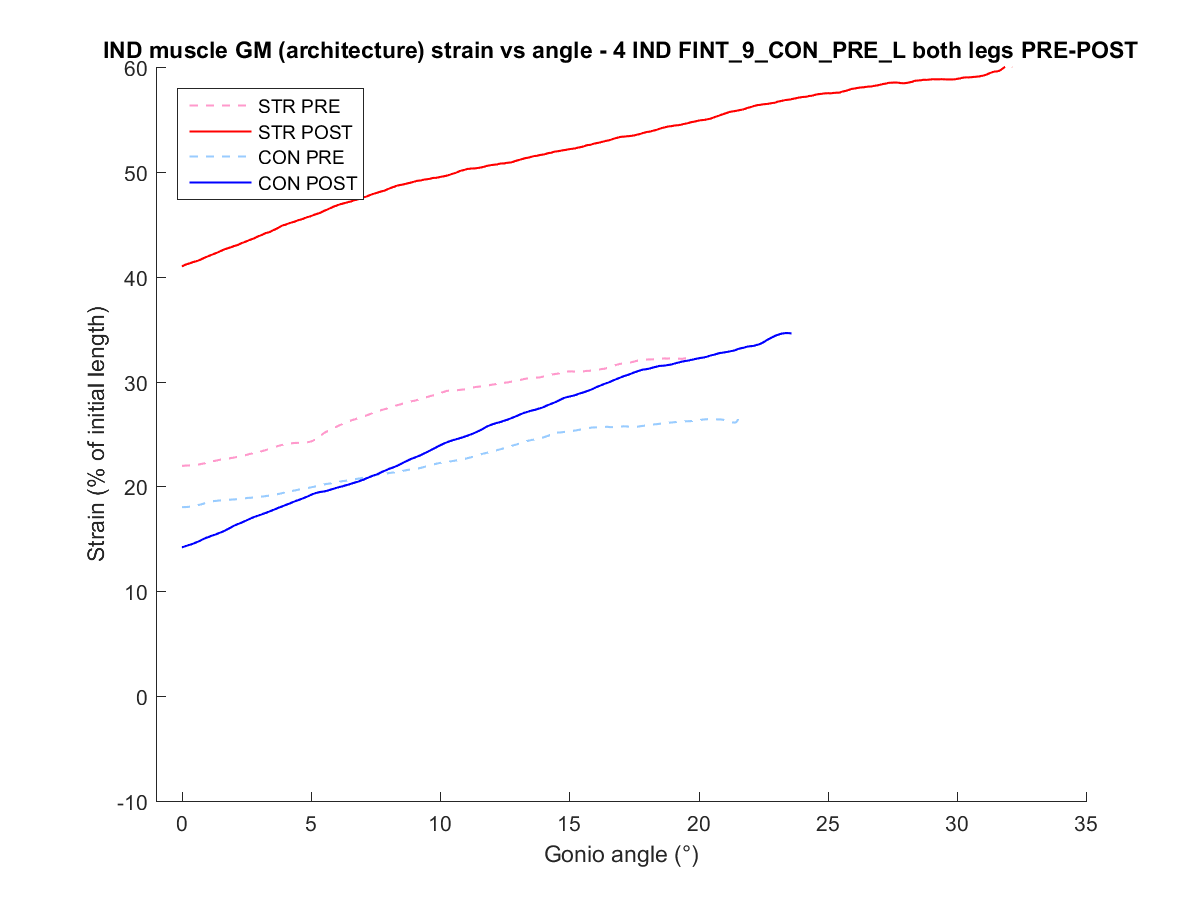 IND muscle GM (architecture) strain vs angle - 4 IND FINT_9_CON_PRE_L both legs PRE-POST
60
50
40
30
20
10
0
-10
Strain (% of initial length)
STR PRE
STR POST
CON PRE
CON POST
0 5 10 15 20 25 30 35
Gonio angle (°)